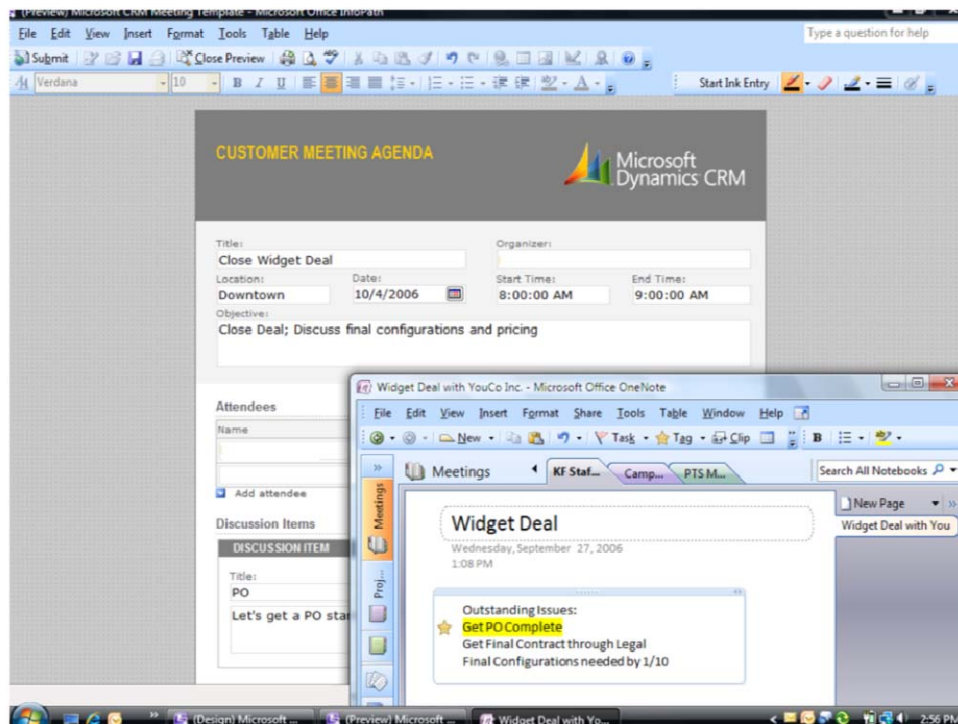 (Preview) Microsoft CRM Meeting Template - Microsoft Office InfoPath
File Edit View Insert Format Tools Table Help
Type a question for help
Submit Close Preview
Verdana 10 B I U Start Ink Entry
CUSTOMER MEETING AGENDA
Microsoft
Dynamics CRM
Title: Organizer:
Close Widget Deal
Location: Date: Start Time: End Time:
Downtown 10/4/2006 8:00:00 AM 9:00:00 AM
Objective:
Close Deal; Discuss final configurations and pricing
Attendees
Name
Add attendee
Discussion Items
DISCUSSION ITEM
Title:
PO
Let's get a PO
Widget Deal with YouCo Inc. - Microsoft Office OneNote
File Edit View Insert Format Share Tools Table Window Help
New Task Tag Clip B
Meetings KF Staf... Camp... PTS M... Search All Notebooks
Meetings
Proj...
New Page
Widget Deal with You
Widget Deal
Wednesday, September 27, 2006
1:08 PM
Outstanding Issues:
Get PO Complete
Get Final Contract through Legal
Final Configurations needed by 1/10
(Design) Microsoft ... (Preview) Microsoft ... Widget Deal with Yo... 2:56 PM